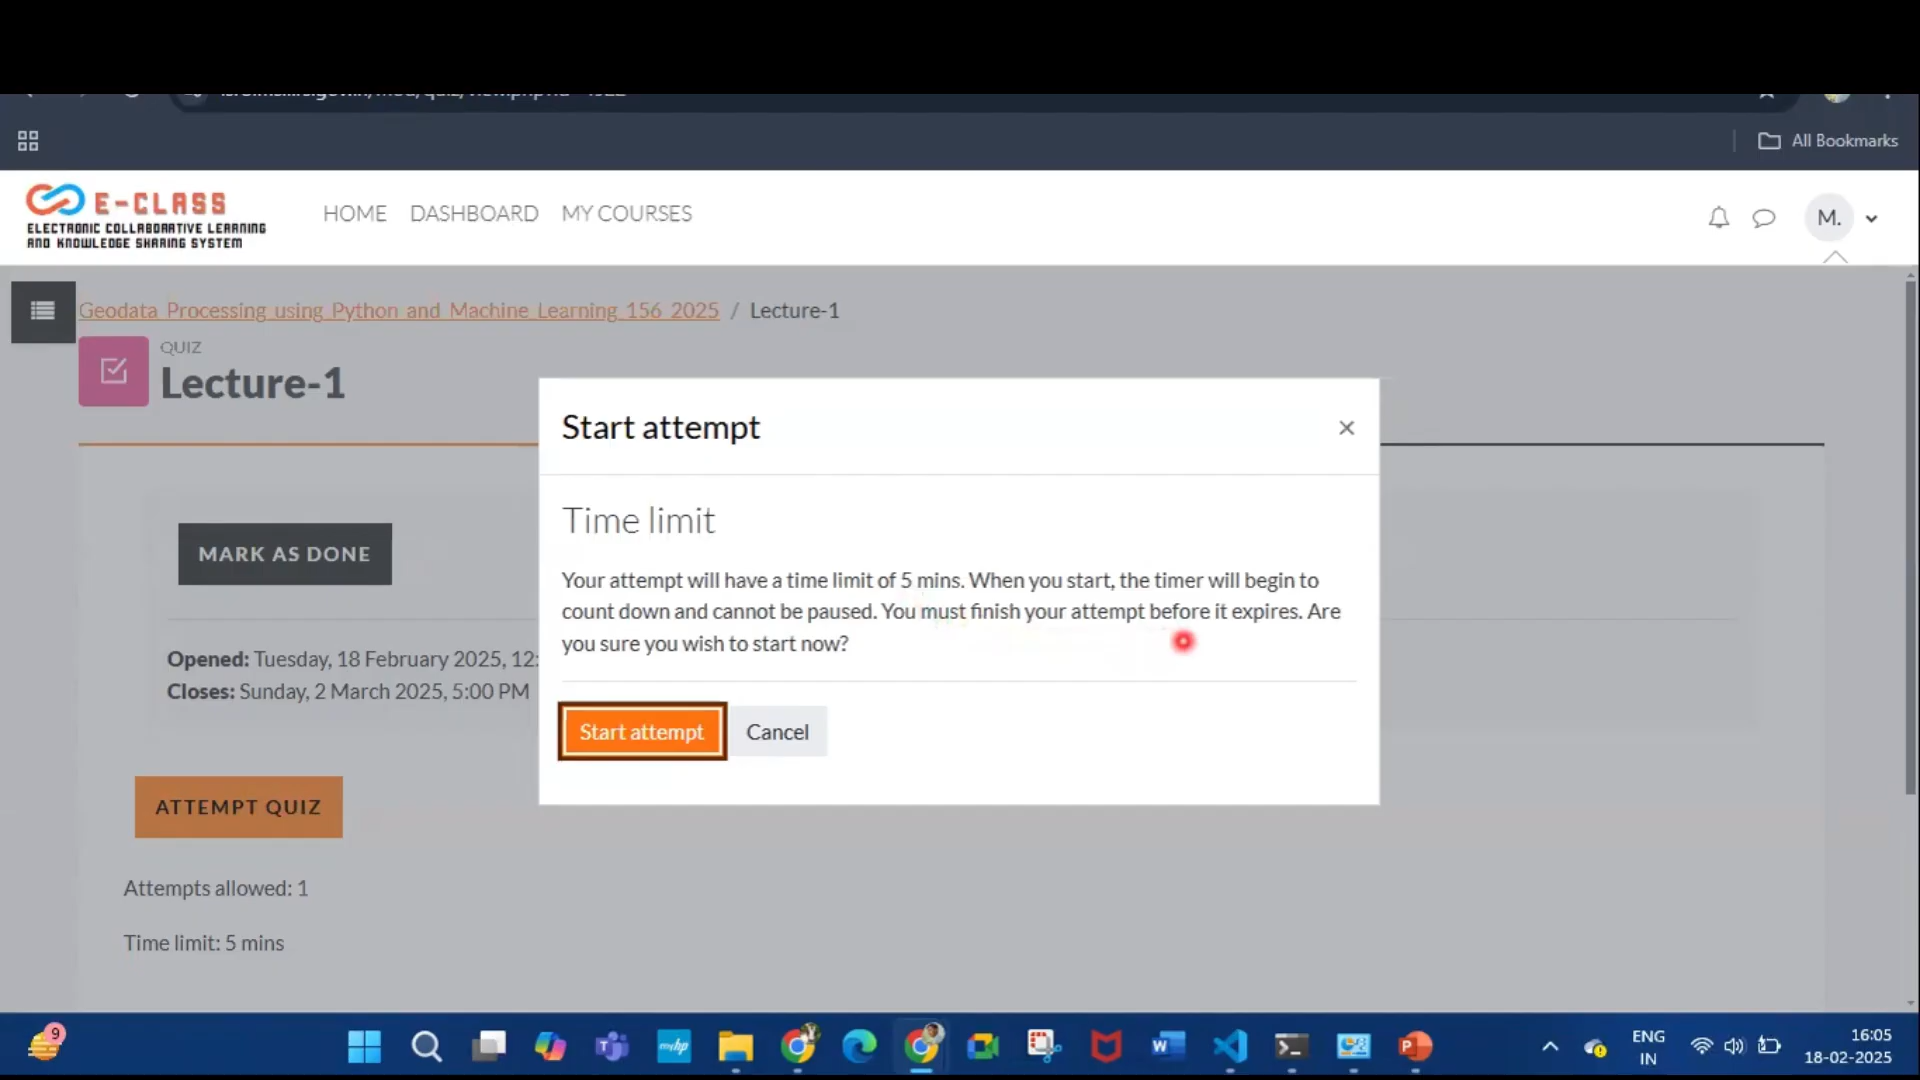 All Bookmarks
E-CLASS
ELECTRONIC COLLABORATIVE LEARNING
AND KNOWLEDGE SHARING SYSTEM
HOME DASHBOARD MY COURSES
M.
Geodata Processing using Python and Machine Learning 156 2025 / Lecture-1
QUIZ
Lecture-1
Start attempt
×
Time limit
MARK AS DONE
Your attempt will have a time limit of 5 mins. When you start, the timer will begin to
count down and cannot be paused. You must finish your attempt before it expires. Are
you sure you wish to start now?
Opened: Tuesday, 18 February 2025, 12:
Closes: Sunday, 2 March 2025, 5:00 PM
Start attempt Cancel
ATTEMPT QUIZ
Attempts allowed: 1
Time limit: 5 mins
9
myhp
ENG
IN
16:05
18-02-2025